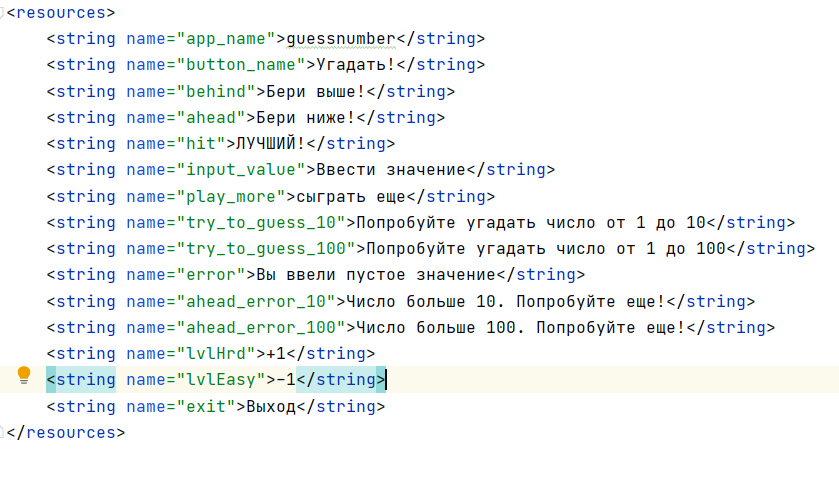 <resources>
    <string name="app_name">guessnumber</string>
    <string name="button_name">Угадать!</string>
    <string name="behind">Бери выше!</string>
    <string name="ahead">Бери ниже!</string>
    <string name="hit">ЛУЧШИЙ!</string>
    <string name="input_value">Ввести значение</string>
    <string name="play_more">сыграть еще</string>
    <string name="try_to_guess_10">Попробуйте угадать число от 1 до 10</string>
    <string name="try_to_guess_100">Попробуйте угадать число от 1 до 100</string>
    <string name="error">Вы ввели пустое значение</string>
    <string name="ahead_error_10">Число больше 10. Попробуйте еще!</string>
    <string name="ahead_error_100">Число больше 100. Попробуйте еще!</string>
    <string name="lvlHrd">+1</string>
    <string name="lvlEasy">-1</string>
    <string name="exit">Выход</string>
</resources>